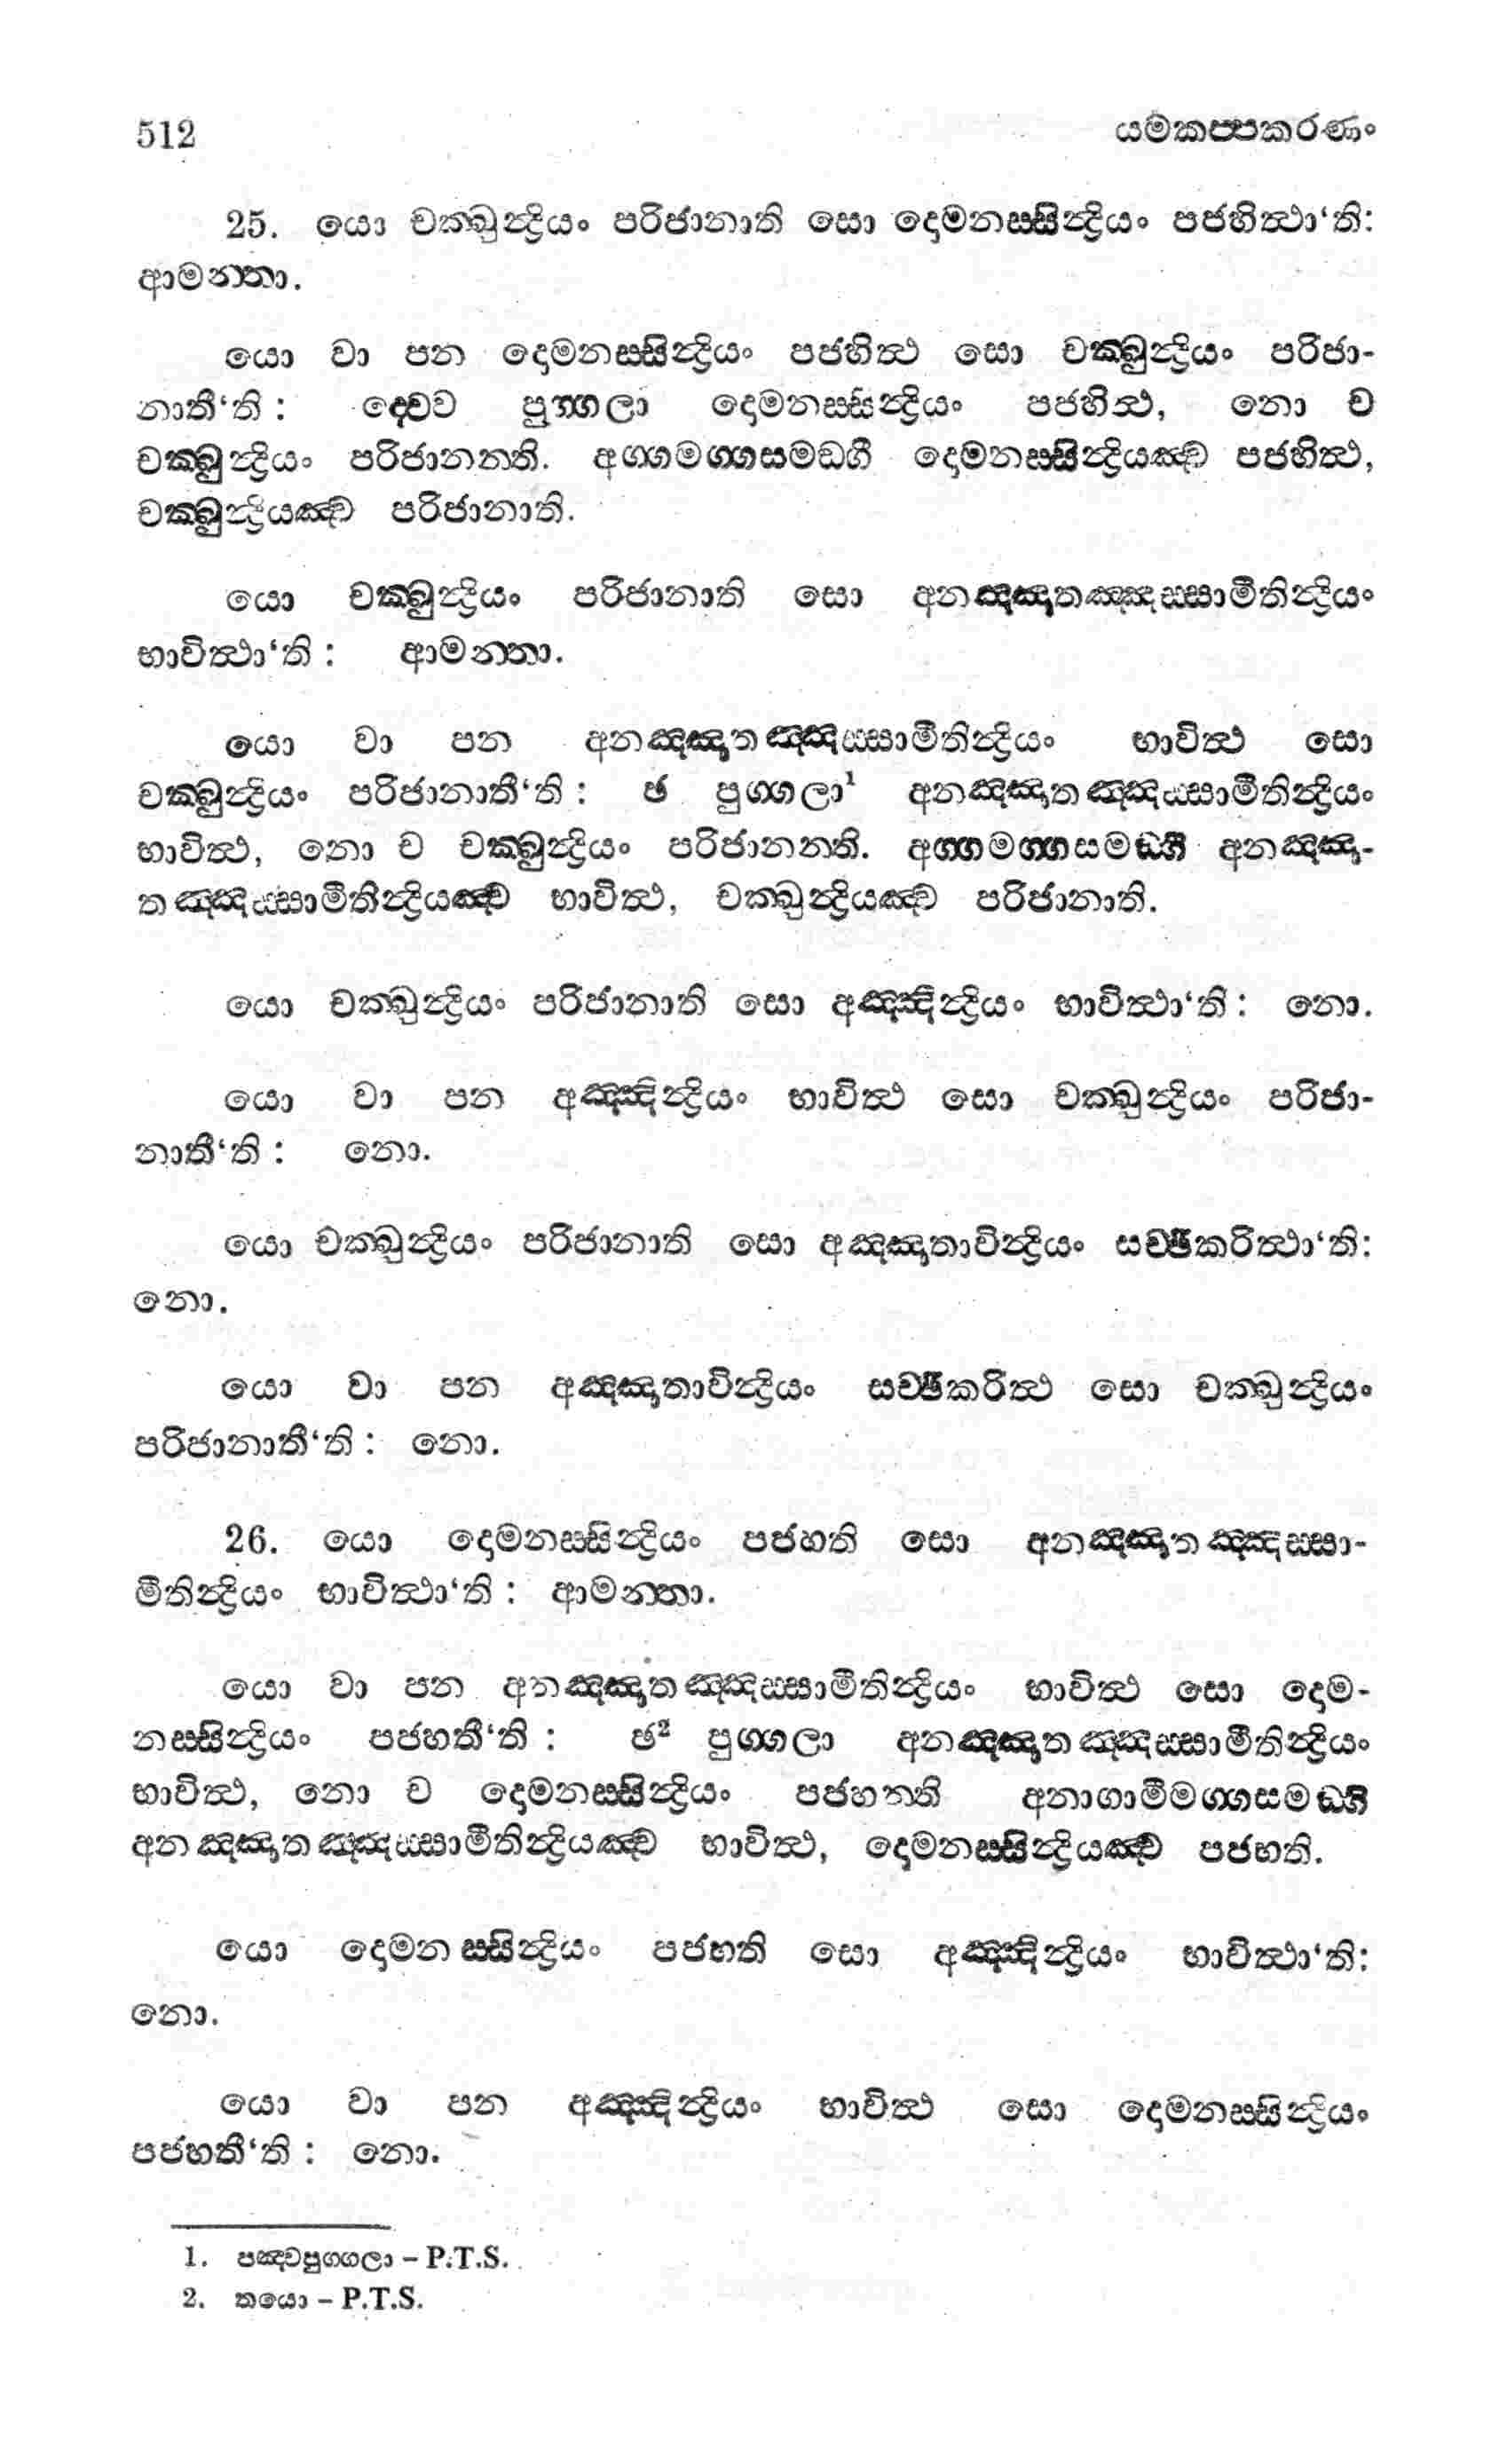 512 යමකප්පකරණං
25. යො චක්ඛුන්ද්‍රියං පරිජානාති සො දොමනස්සින්ද්‍රියං පජහිත්ථා‘ති:
ආමන්තා.
යො වා පන දොමනස්සින්ද්‍රියං පජහිත්ථ සො චක්ඛුන්ද්‍රියං පරිජා-
නාතී‘ති: ද්වෙව පුග්ගලා දොමනස්සින්ද්‍රියං පජහිත්ථ, නො ච
චක්ඛුන්ද්‍රියං පරිජානන්ති. අග්ගමග්ගසමඞ්ගී දොමනස්සින්ද්‍රියඤ්ච පජහිත්ථ,
චක්ඛුන්ද්‍රියඤ්ච පරිජානාති.
යො චක්ඛුන්ද්‍රියං පරිජානාති සො අනඤ්ඤාතඤ්ඤස්සාමීතින්ද්‍රියං
භාවිත්ථා‘ති: ආමන්තා.
යො වා පන අනඤ්ඤාතඤ්ඤස්සාමීතින්ද්‍රියං භාවිත්ථ සො
චක්ඛුන්ද්‍රියං පරිජානාතී‘ති: ඡ පුග්ගලා¹ අනඤ්ඤාතඤ්ඤස්සාමීතින්ද්‍රියං
භාවිත්ථ, නො ච චක්ඛුන්ද්‍රියං පරිජානන්ති. අග්ගමග්ගසමඞ්ගී අනඤ්ඤා-
තඤ්ඤස්සාමීතින්ද්‍රියඤ්ච භාවිත්ථ, චක්ඛුන්ද්‍රියඤ්ච පරිජානාති.
යො චක්ඛුන්ද්‍රියං පරිජානාති සො අඤ්ඤින්ද්‍රියං භාවිත්ථා‘ති: නො.
යො වා පන අඤ්ඤින්ද්‍රියං භාවිත්ථ සො චක්ඛුන්ද්‍රියං පරිජා-
නාතී‘ති: නො.
යො චක්ඛුන්ද්‍රියං පරිජානාති සො අඤ්ඤාතාවින්ද්‍රියං සච්ඡිකරිත්ථා‘ති:
නො.
යො වා පන අඤ්ඤාතාවින්ද්‍රියං සච්ඡිකරිත්ථ සො චක්ඛුන්ද්‍රියං
පරිජානාතී‘ති: නො.
26. යො දොමනස්සින්ද්‍රියං පජහති සො අනඤ්ඤාතඤ්ඤස්සා-
මීතින්ද්‍රියං භාවිත්ථා‘ති: ආමන්තා.
යො වා පන අනඤ්ඤාතඤ්ඤස්සාමීතින්ද්‍රියං භාවිත්ථ සො දොම-
නස්සින්ද්‍රියං පජහතී‘ති: ඡ² පුග්ගලා අනඤ්ඤාතඤ්ඤස්සාමීතින්ද්‍රියං
භාවිත්ථ, නො ච දොමනස්සින්ද්‍රියං පජහන්ති අනාගාමීමග්ගසමඞ්ගී
අනඤ්ඤාතඤ්ඤස්සාමීතින්ද්‍රියඤ්ච භාවිත්ථ, දොමනස්සින්ද්‍රියඤ්ච පජහති.
යො දොමනස්සින්ද්‍රියං පජහති සො අඤ්ඤින්ද්‍රියං භාවිත්ථා‘ති:
නො.
යො වා පන අඤ්ඤින්ද්‍රියං භාවිත්ථ සො දොමනස්සින්ද්‍රියං
පජහතී‘ති: නො.
1. පඤ්චපුග්ගලා – P.T.S.
2. තයො – P.T.S.